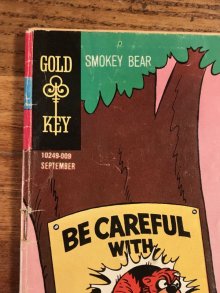 GOLD
KEY
SMOKEY BEAR
10249-009
SEPTEMBER
BE CAREFUL
WITH